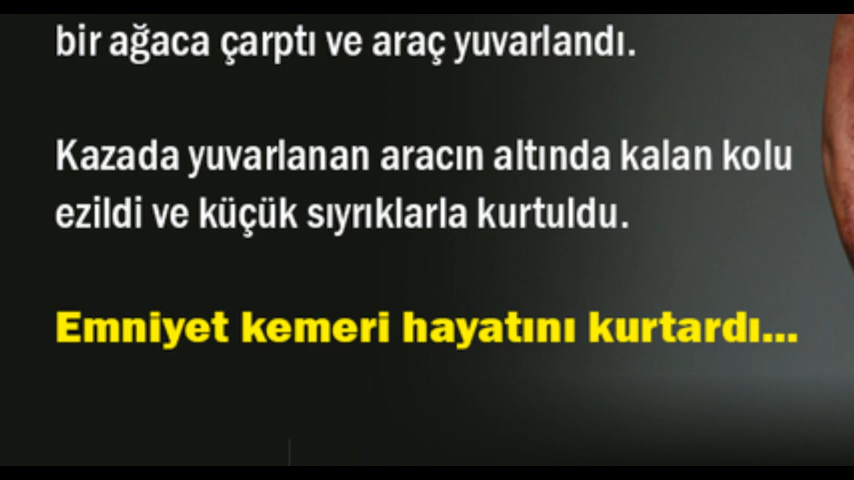 bir ağaca çarptı ve araç yuvarlandı.
Kazada yuvarlanan aracın altında kalan kolu
ezildi ve küçük sıyrıklarla kurtuldu.
Emniyet kemeri hayatını kurtardı...